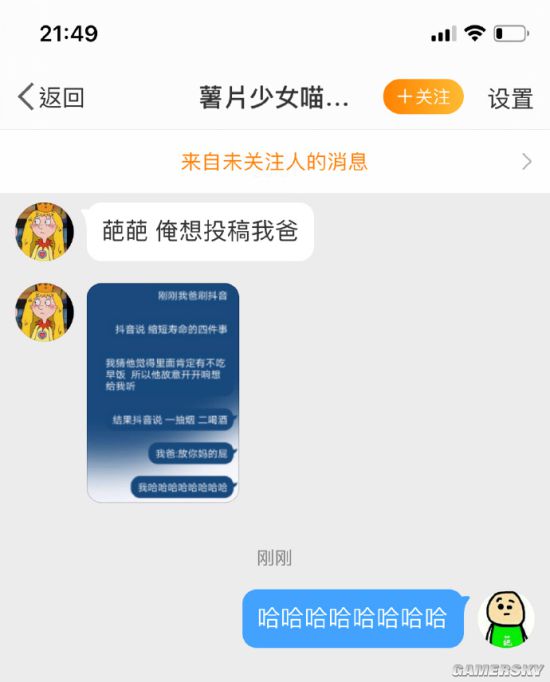 21:49
返回
薯片少女喵...
+关注
设置
来自未关注人的消息
葩葩 俺想投稿我爸
刚刚我爸刷抖音
抖音说 缩短寿命的四件事
我猜他觉得里面肯定有不吃
早饭 所以他故意开开响想
给我听
结果抖音说 一抽烟 二喝酒
我爸:放你妈的屁
我哈哈哈哈哈哈哈哈
刚刚
哈哈哈哈哈哈哈哈
葩
GAMERSKY